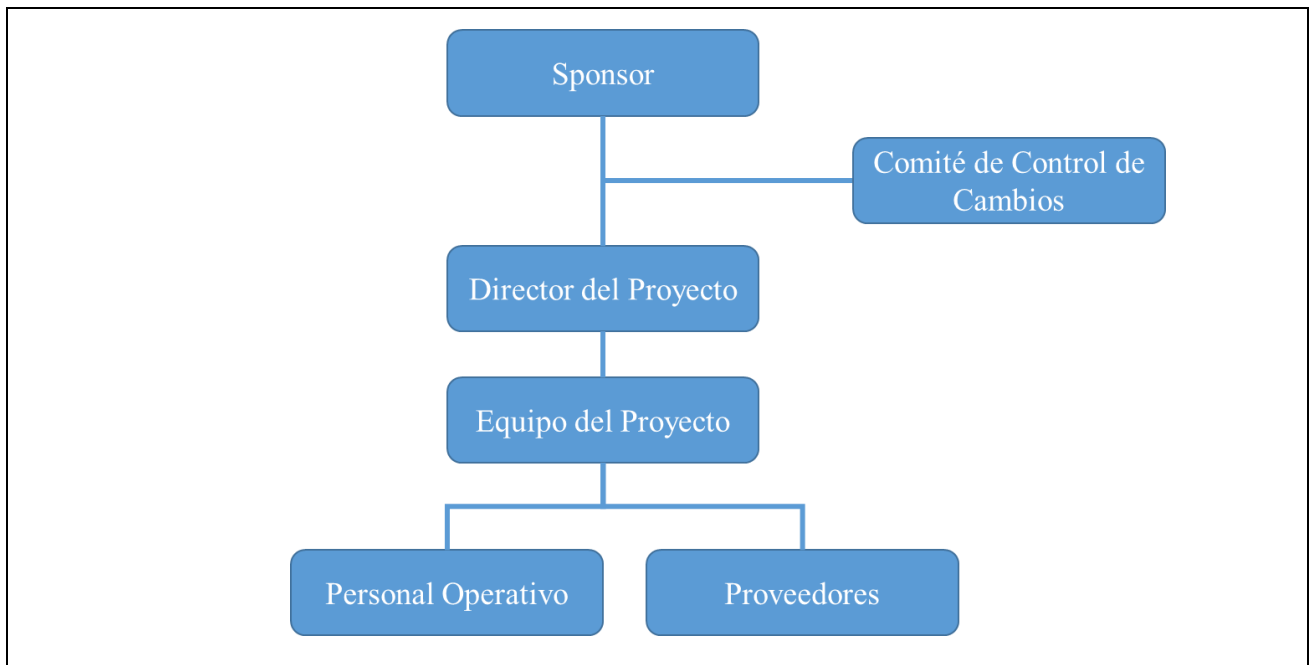 Sponsor
Comité de Control de
Cambios
Director del Proyecto
Equipo del Proyecto
Personal Operativo
Proveedores